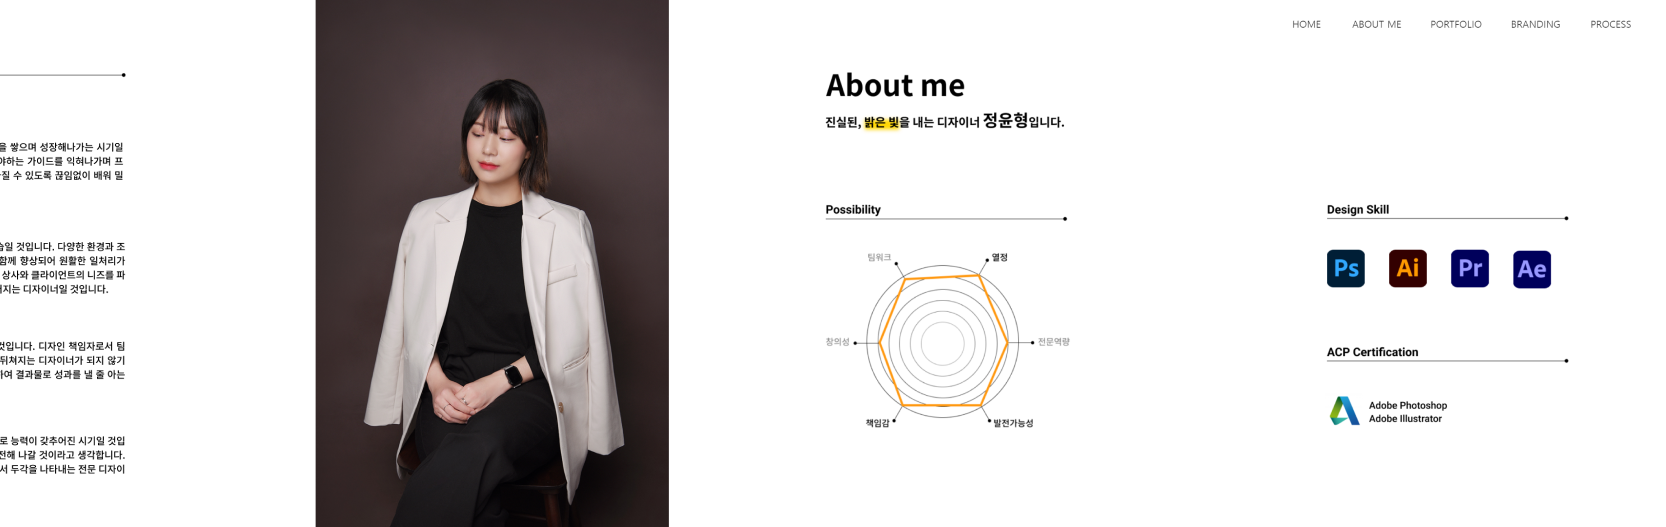 HOME ABOUT ME PORTFOLIO BRANDING PROCESS
을 쌓으며 성장해나가는 시기일
야하는 가이드를 익혀나가며 프
질 수 있도록 끊임없이 배워 밀
습일 것입니다. 다양한 환경과 조
함께 향상되어 원활한 일처리가
상사와 클라이언트의 니즈를 파
지는 디자이너일 것입니다.
것입니다. 디자인 책임자로서 팀
뒤쳐지는 디자이너가 되지 않기
하여 결과물로 성과를 낼 줄 아는
로 능력이 갖추어진 시기일 것입
전해 나갈 것이라고 생각합니다.
서 두각을 나타내는 전문 디자이
About me
진실된, 밝은 빛을 내는 디자이너 정윤형입니다.
Possibility
팀워크
열정
창의성
전문역량
책임감
발전가능성
Design Skill
Ps Ai Pr Ae
ACP Certification
Adobe Photoshop
Adobe Illustrator